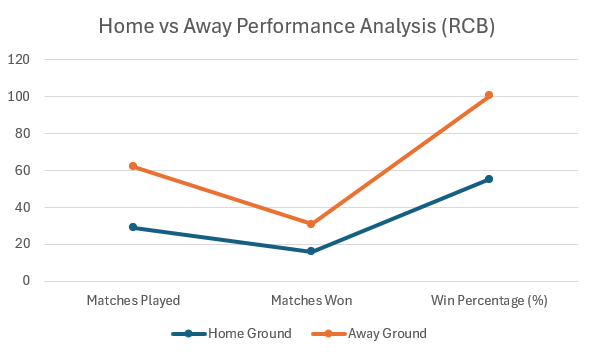 Home vs Away Performance Analysis (RCB)
120
100
80
60
40
20
0
Matches Played Matches Won Win Percentage (%)
Home Ground Away Ground